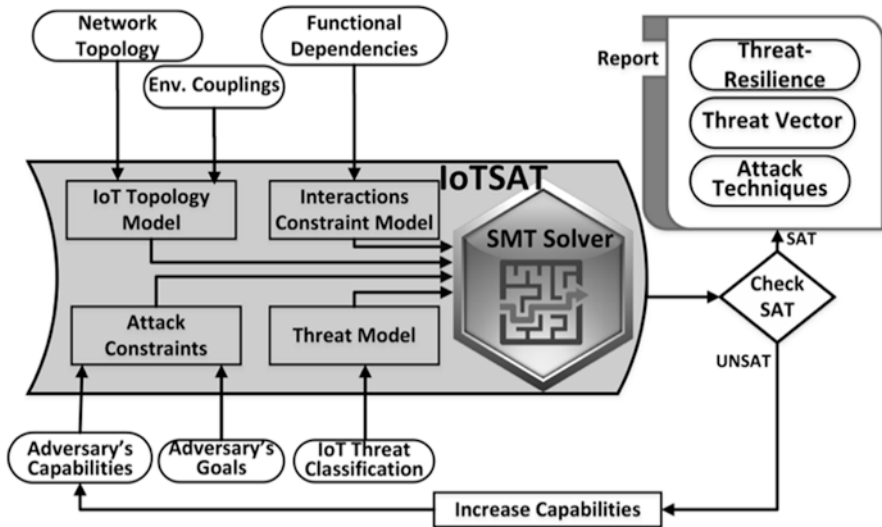 Network
Topology
Functional
Dependencies
Env. Couplings
Report
Threat-
Resilience
Threat Vector
Attack
Techniques
IoTSAT
IoT Topology
Model
Interactions
Constraint Model
SMT Solver
SAT
Check
SAT
Attack
Constraints
Threat Model
UNSAT
Adversary's
Capabilities
Adversary's
Goals
IoT Threat
Classification
Increase Capabilities